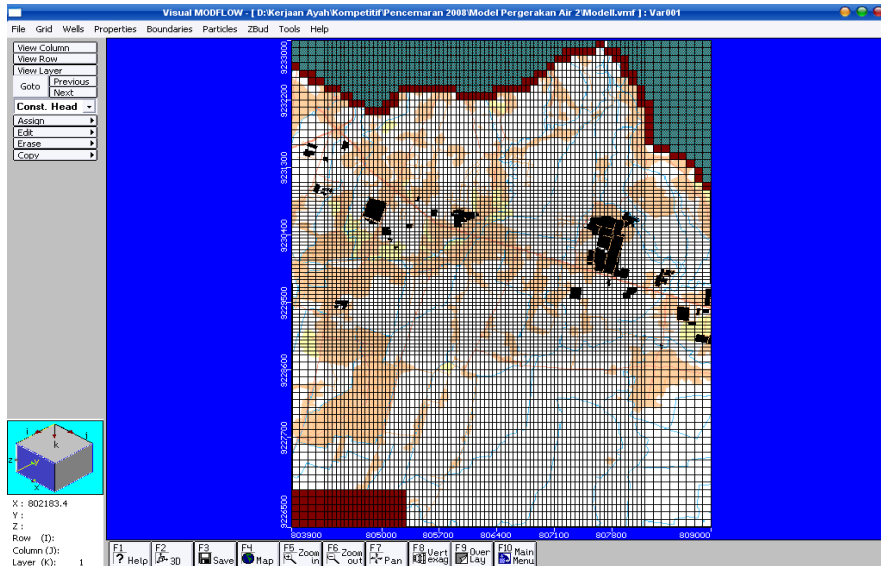 Visual MODFLOW - [ D:\Kerjaan Ayah\Kompetitif\Pencemaran 2008\Model Pergerakan Air 2\Modell.vmf ] : Var001
File Grid Wells Properties Boundaries Particles ZBud Tools Help
View Column
View Row
View Layer
Goto Previous
Next
Const. Head
Assign
Edit
Erase
Copy
9233000
9232200
9231300
9230400
9229500
9228600
9227700
9226500
803900 805000 805700 806400 807100 807800 809000
k
i
j
z
y
x
X : 802183.4
Y :
Z :
Row (I):
Column (J):
Layer (K): 1
F1 ? Help
F2 3D
F3 Save
F4 Map
F5 Zoom in
F6 Zoom out
F7 Pan
F8 Vert exag
F9 Over Lay
F10 Main Menu